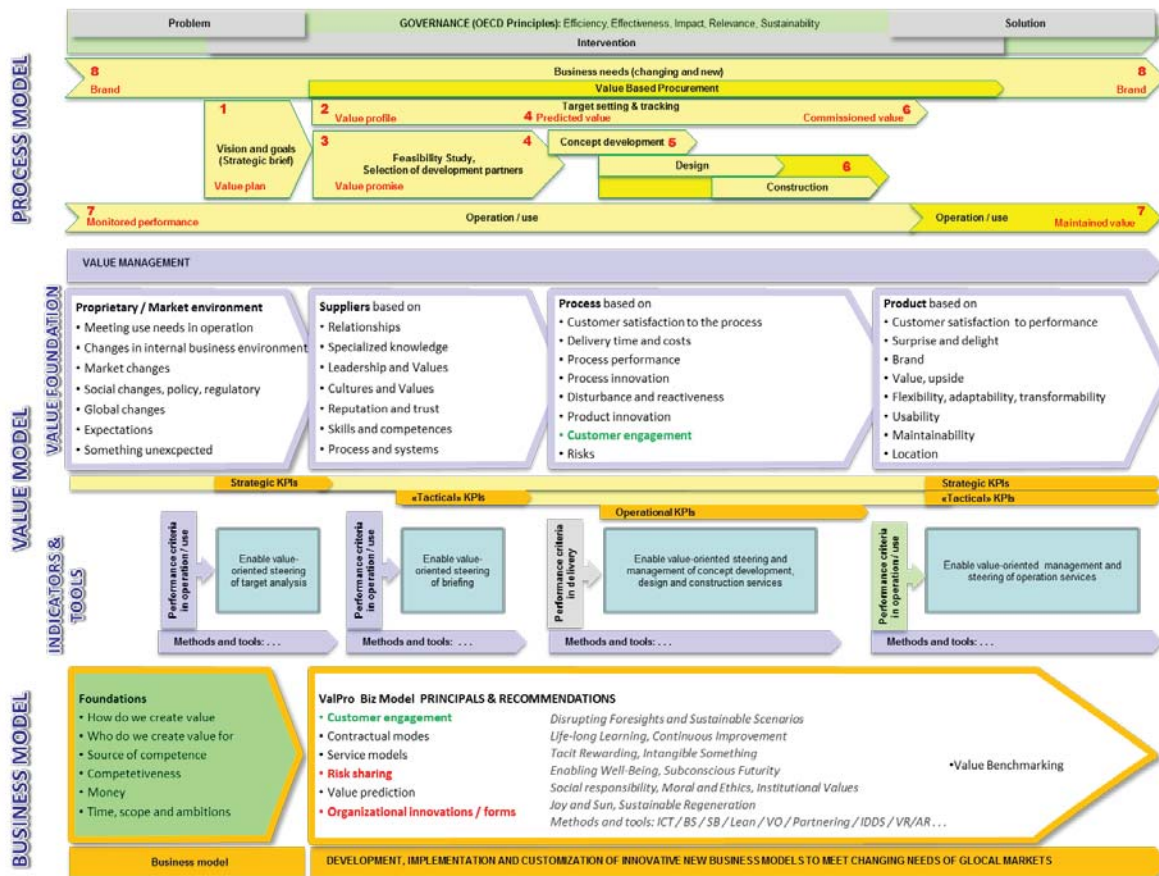 PROCESS MODEL
Problem
GOVERNANCE (OECD Principles): Efficiency, Effectiveness, Impact, Relevance, Sustainability
Solution
Intervention
8
Business needs (changing and new)
8
Brand
Brand
Value Based Procurement
1
Vision and goals
(Strategic brief)
Value plan
2
Target setting & tracking
Value profile
4 Predicted value
6
Commissioned value
3
4
Feasibility Study,
Selection of development partners
Value promise
Concept development 5
Design
6
Construction
7
Monitored performance
Operation / use
Operation / use
7
Maintained value
VALUE MODEL
VALUE FOUNDATION
VALUE MANAGEMENT
Proprietary / Market environment
• Meeting use needs in operation
• Changes in internal business environment
• Market changes
• Social changes, policy, regulatory
• Global changes
• Expectations
• Something unexcpected
Suppliers based on
• Relationships
• Specialized knowledge
• Leadership and Values
• Cultures and Values
• Reputation and trust
• Skills and competences
• Process and systems
Process based on
• Customer satisfaction to the process
• Delivery time and costs
• Process performance
• Process innovation
• Disturbance and reactiveness
• Product innovation
• Customer engagement
• Risks
Product based on
• Customer satisfaction to performance
• Surprise and delight
• Brand
• Value, upside
• Flexibility, adaptability, transformability
• Usability
• Maintainability
• Location
INDICATORS &
TOOLS
Strategic KPIs
«Tactical» KPIs
Operational KPIs
Strategic KPIs
«Tactical» KPIs
Performance criteria
in operation / use
Enable value-
oriented steering
of target analysis
Methods and tools: . . .
Performance criteria
in operation / use
Enable value-
oriented steering
of briefing
Methods and tools: . . .
Performance criteria
in delivery
Enable value-oriented steering and
management of concept development,
design and construction services
Methods and tools: . . .
Performance criteria
in operation / use
Enable value-oriented management and
steering of operation services
Methods and tools: . . .
BUSINESS MODEL
Foundations
• How do we create value
• Who do we create value for
• Source of competence
• Competetiveness
• Money
• Time, scope and ambitions
Business model
ValPro Biz Model PRINCIPALS & RECOMMENDATIONS
• Customer engagement
• Contractual modes
• Service models
• Risk sharing
• Value prediction
• Organizational innovations / forms
Disrupting Foresights and Sustainable Scenarios
Life-long Learning, Continuous Improvement
Tacit Rewarding, Intangible Something
Enabling Well-Being, Subconscious Futurity
Social responsibility, Moral and Ethics, Institutional Values
Joy and Sun, Sustainable Regeneration
Methods and tools: ICT / BS / SB / Lean / VO / Partnering / IDDS / VR/AR . . .
•Value Benchmarking
DEVELOPMENT, IMPLEMENTATION AND CUSTOMIZATION OF INNOVATIVE NEW BUSINESS MODELS TO MEET CHANGING NEEDS OF GLOCAL MARKETS